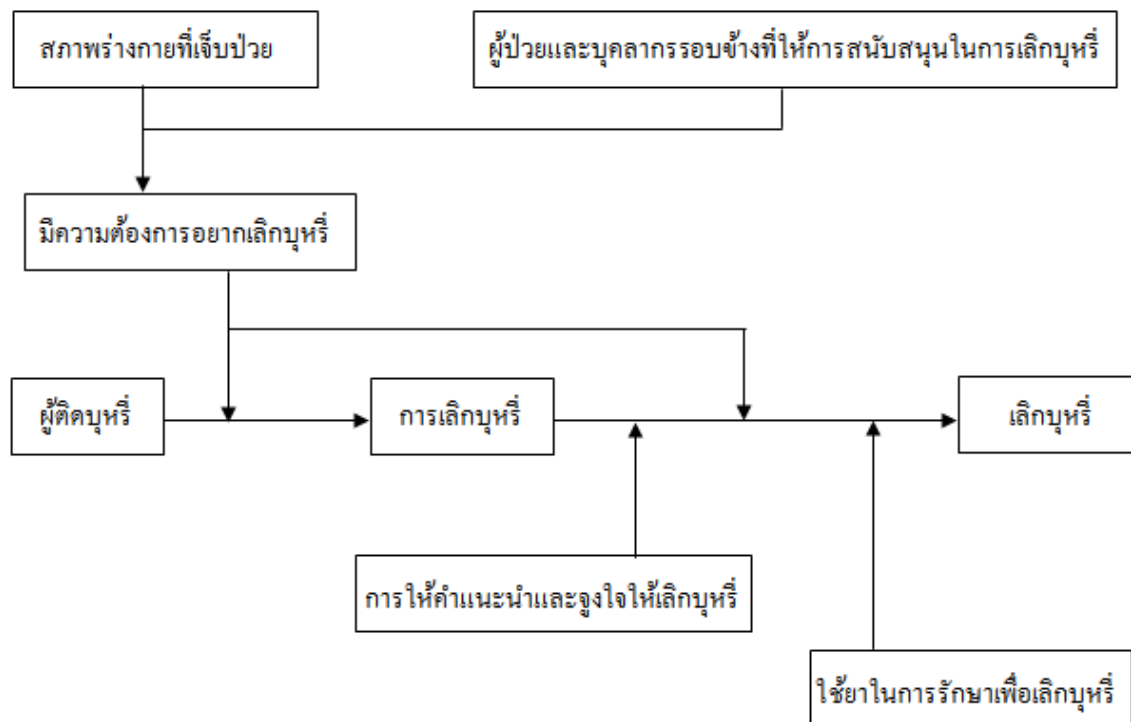 สภาพร่างกายที่เจ็บป่วย
ผู้ป่วยและบุคลากรรอบข้างที่ให้การสนับสนุนในการเลิกบุหรี่
มีความต้องการอยากเลิกบุหรี่
ผู้ติดบุหรี่
การเลิกบุหรี่
เลิกบุหรี่
การให้คำแนะนำและจูงใจให้เลิกบุหรี่
ใช้ยาในการรักษาเพื่อเลิกบุหรี่